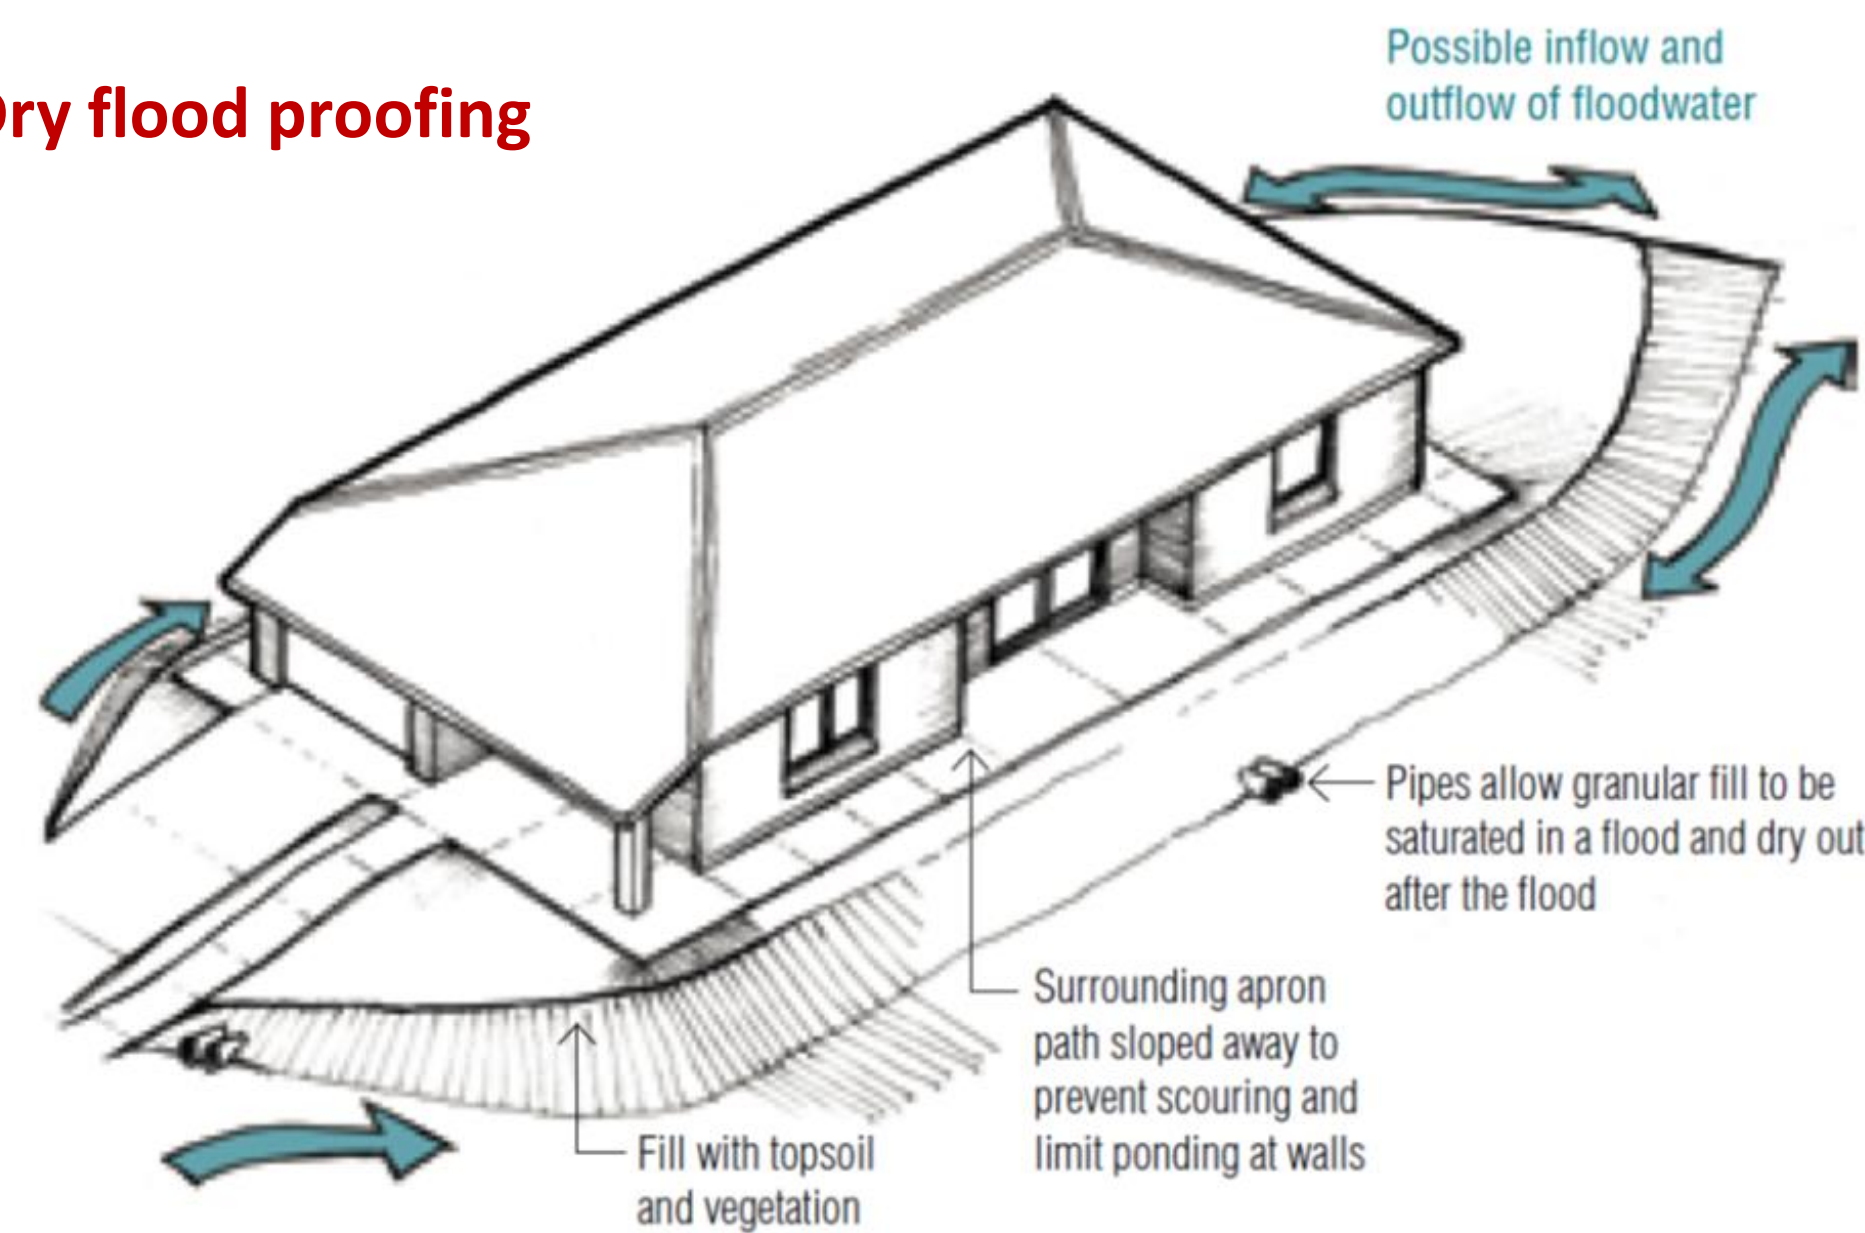 Dry flood proofing
Possible inflow and
outflow of floodwater
Pipes allow granular fill to be
saturated in a flood and dry out
after the flood
Surrounding apron
path sloped away to
prevent scouring and
limit ponding at walls
Fill with topsoil
and vegetation